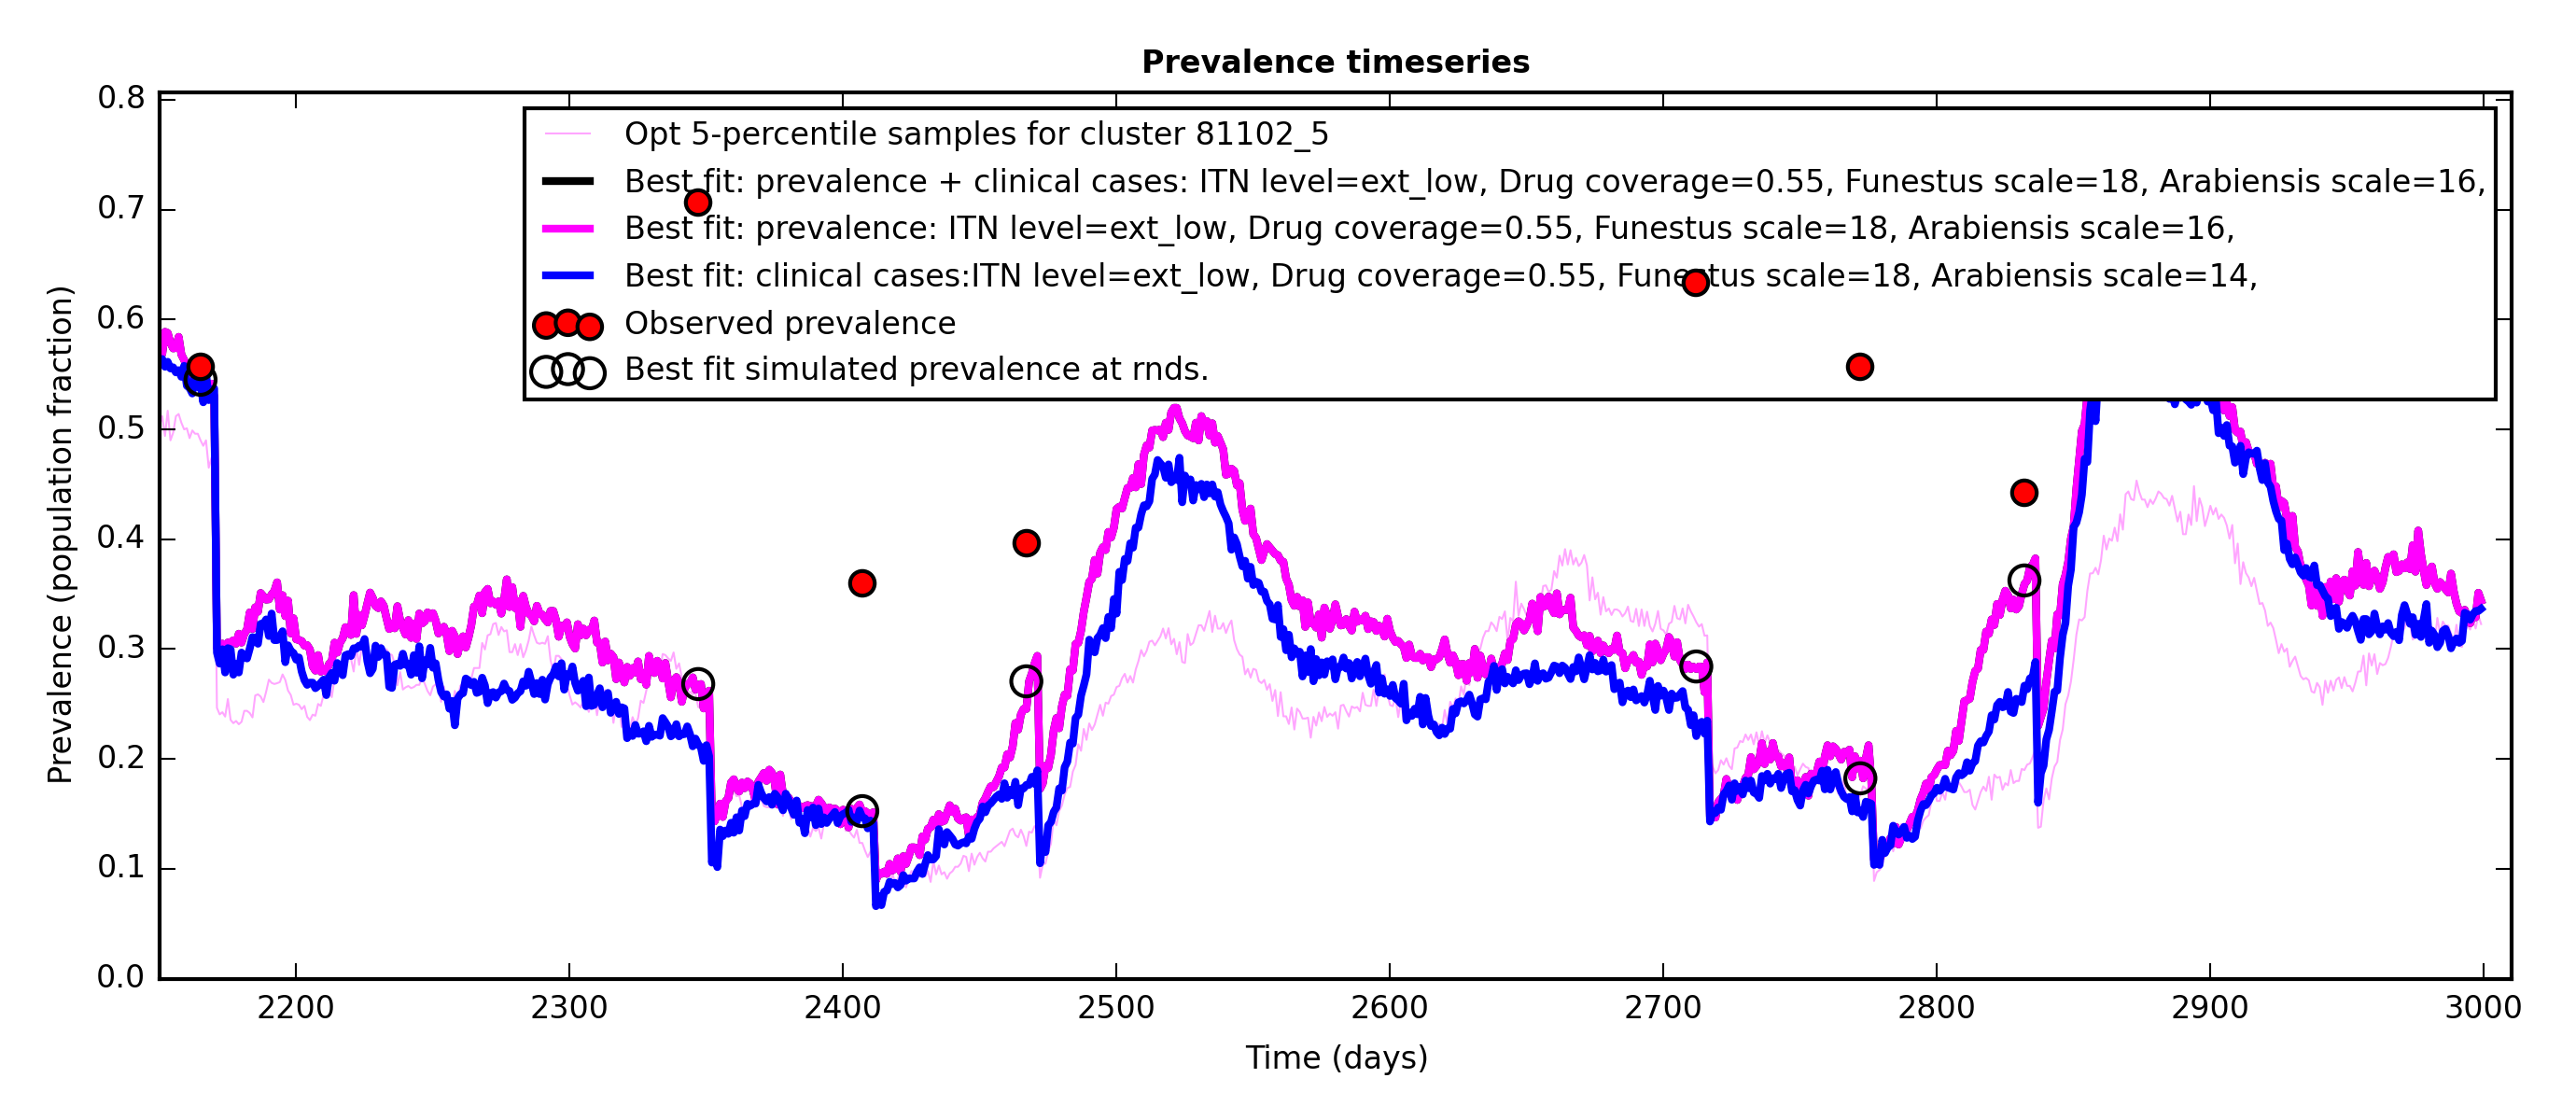 Prevalence timeseries
Opt 5-percentile samples for cluster 81102_5
Best fit: prevalence + clinical cases: ITN level=ext_low, Drug coverage=0.55, Funestus scale=18, Arabiensis scale=16,
Best fit: prevalence: ITN level=ext_low, Drug coverage=0.55, Funestus scale=18, Arabiensis scale=16,
Best fit: clinical cases:ITN level=ext_low, Drug coverage=0.55, Funestus scale=18, Arabiensis scale=14,
Observed prevalence
Best fit simulated prevalence at rnds.
Prevalence (population fraction)
0.8
0.7
0.6
0.5
0.4
0.3
0.2
0.1
0.0
2200 2300 2400 2500 2600 2700 2800 2900 3000
Time (days)